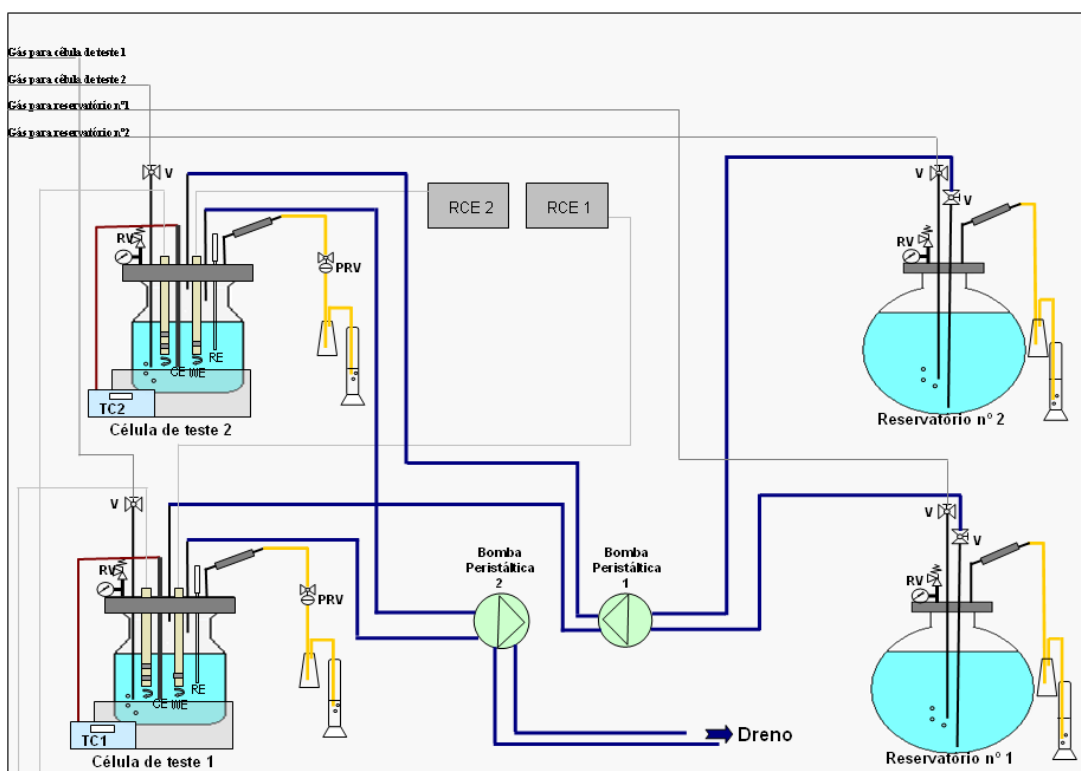 Gás para célula de teste 1
Gás para célula de teste 2
Gás para reservatório nº1
Gás para reservatório nº2
V
V
V
RV
RCE 2
RCE 1
RV
PRV
RE
CE
WE
TC2
Célula de teste 2
Reservatório nº 2
V
V
V
Bomba
Peristáltica
2
Bomba
Peristáltica
1
RV
PRV
RV
RE
CE
WE
TC1
Célula de teste 1
Dreno
Reservatório nº 1